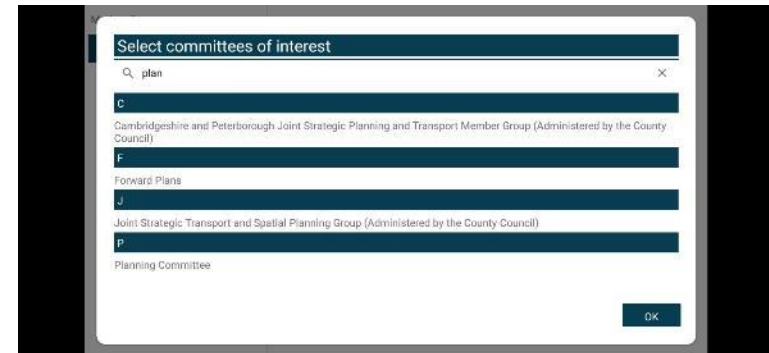 Select committees of interest
plan
C
Cambridgeshire and Peterborough Joint Strategic Planning and Transport Member Group (Administered by the County
Council)
F
Forward Plans
J
Joint Strategic Transport and Spatial Planning Group (Administered by the County Council)
P
Planning Committee
OK